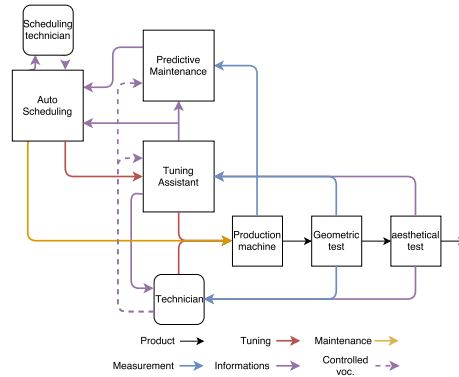 Scheduling
technician
Predictive
Maintenance
Auto
Scheduling
Tuning
Assistant
Production
machine
Geometric
test
aesthetical
test
Technician
Product
Tuning
Maintenance
Measurement
Informations
Controlled
voc.